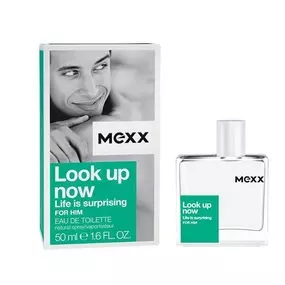 MEXX
Look up
now
Life is surprising
FOR HIM
EAU DE TOILETTE
natural spray/vaporisateur
50 ml e 1.6 FL. OZ.
Look up
now
Life is surprising
FOR HIM
MEXX